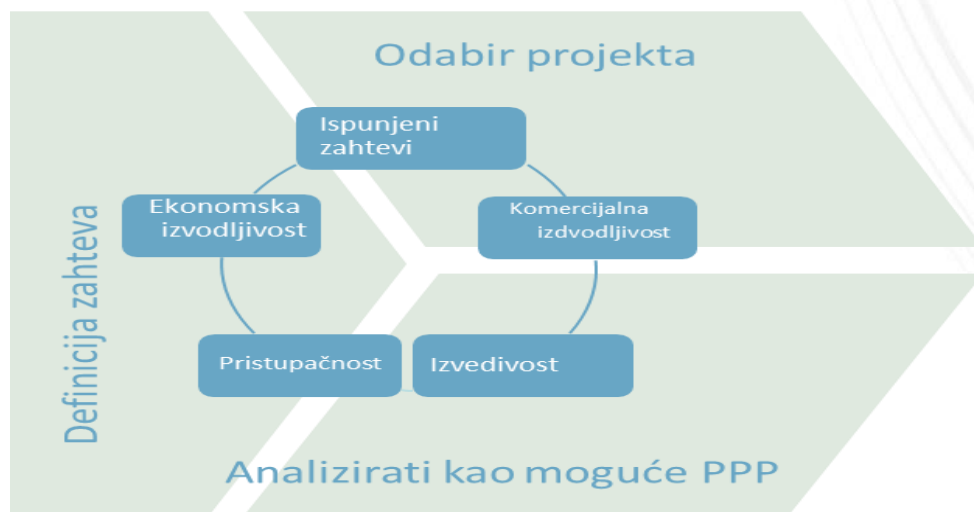 Odabir projekta
Ispunjeni
zahtevi
Ekonomska
izvodljivost
Komercijalna
izdvodljivost
Definicija zahteva
Pristupačnost
Izvedivost
Analizirati kao moguće PPP